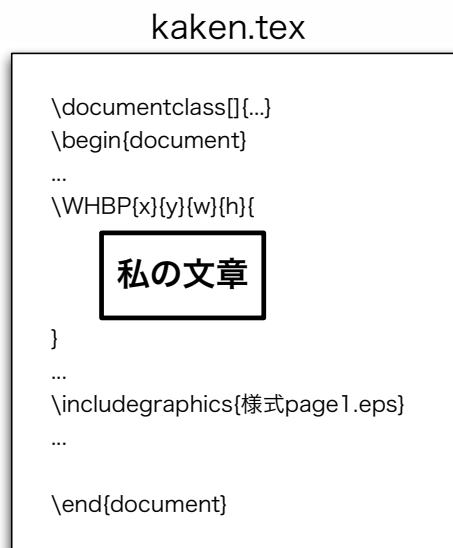 kaken.tex
\documentclass[]{...}
\begin{document}
...
\WHBP{x}{y}{w}{h}{
私の文章
}
...
\includegraphics{様式page1.eps}
...
\end{document}